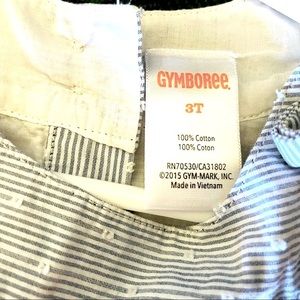 GYMBOREE
3T
100% Cotton
100% Coton
RN70530/CA31802
©2015 GYM-MARK, INC.
Made in Vietnam